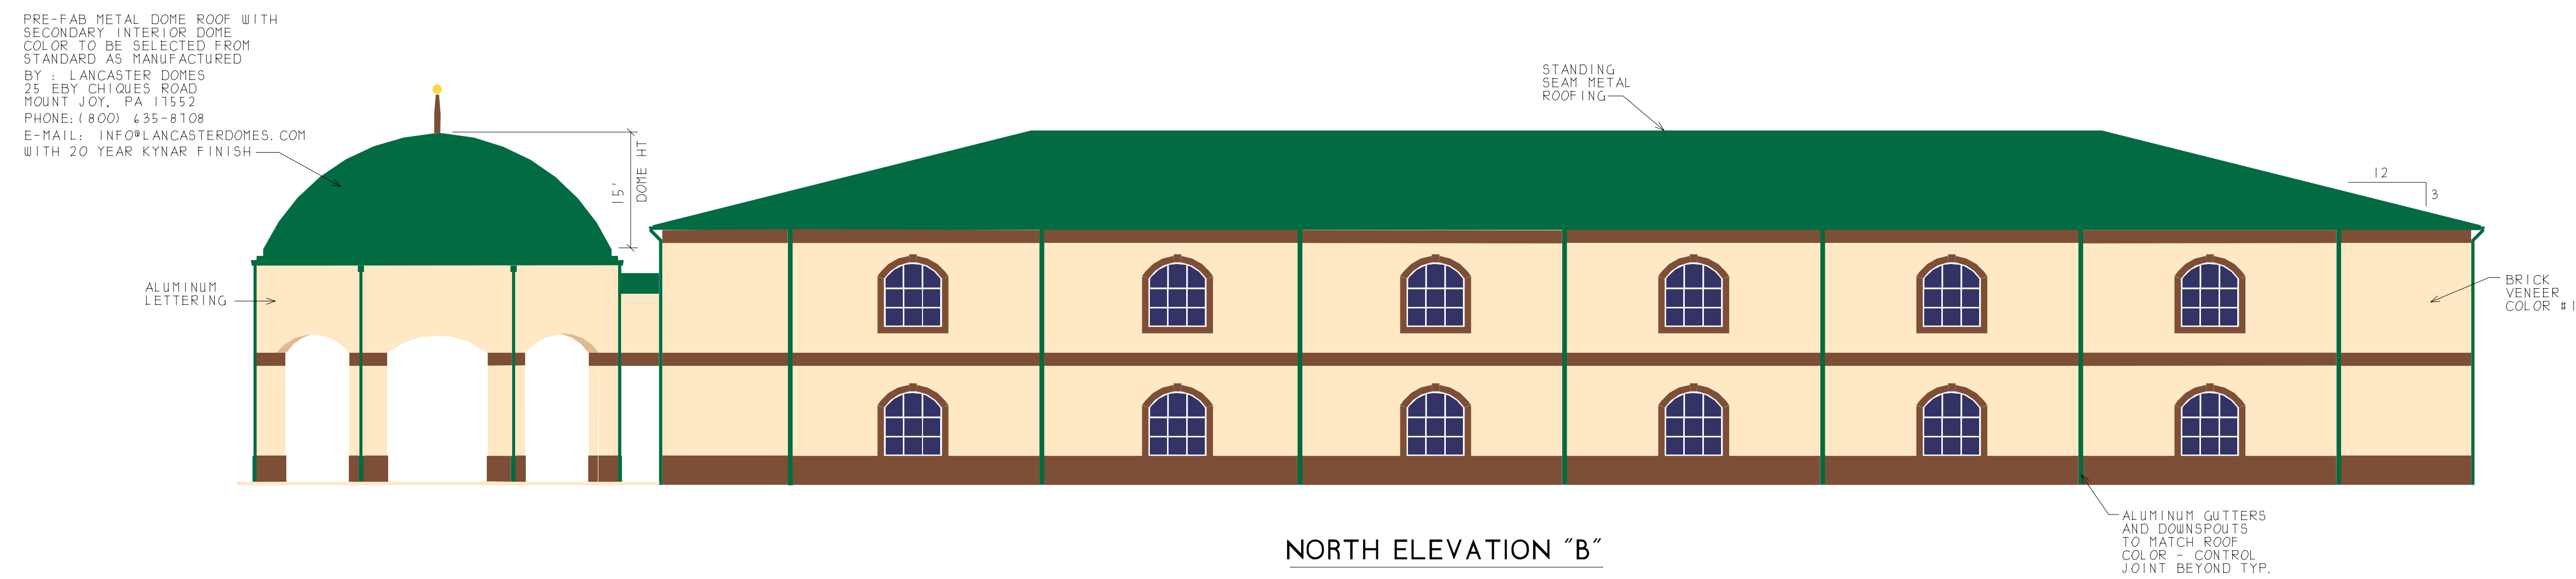 PRE-FAB METAL DOME ROOF WITH
SECONDARY INTERIOR DOME
COLOR TO BE SELECTED FROM
STANDARD AS MANUFACTURED
BY : LANCASTER DOMES
25 EBY CHIQUES ROAD
MOUNT JOY, PA 17552
PHONE:(800) 635-8708
E-MAIL: INFO@LANCASTERDOMES.COM
WITH 20 YEAR KYNAR FINISH
15'
DOME HT
STANDING
SEAM METAL
ROOFING
12
3
ALUMINUM
LETTERING
BRICK
VENEER
COLOR #1
ALUMINUM GUTTERS
AND DOWNSPOUTS
TO MATCH ROOF
COLOR - CONTROL
JOINT BEYOND TYP.
NORTH ELEVATION "B"